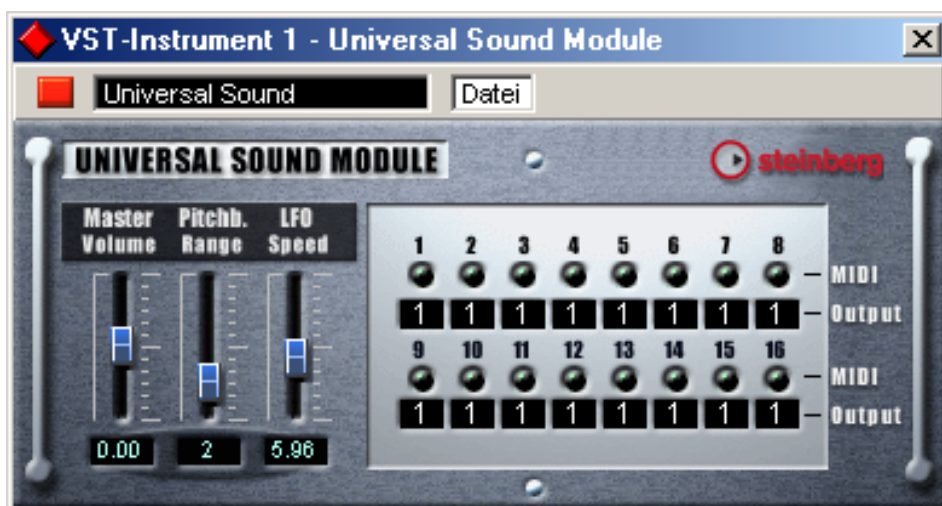 VST-Instrument 1 - Universal Sound Module
Universal Sound Datei
UNIVERSAL SOUND MODULE steinberg
Master Volume Pitchb. Range LFO Speed
1 2 3 4 5 6 7 8
MIDI
1 1 1 1 1 1 1 1 Output
9 10 11 12 13 14 15 16
MIDI
1 1 1 1 1 1 1 1 Output
0.00 2 5.96